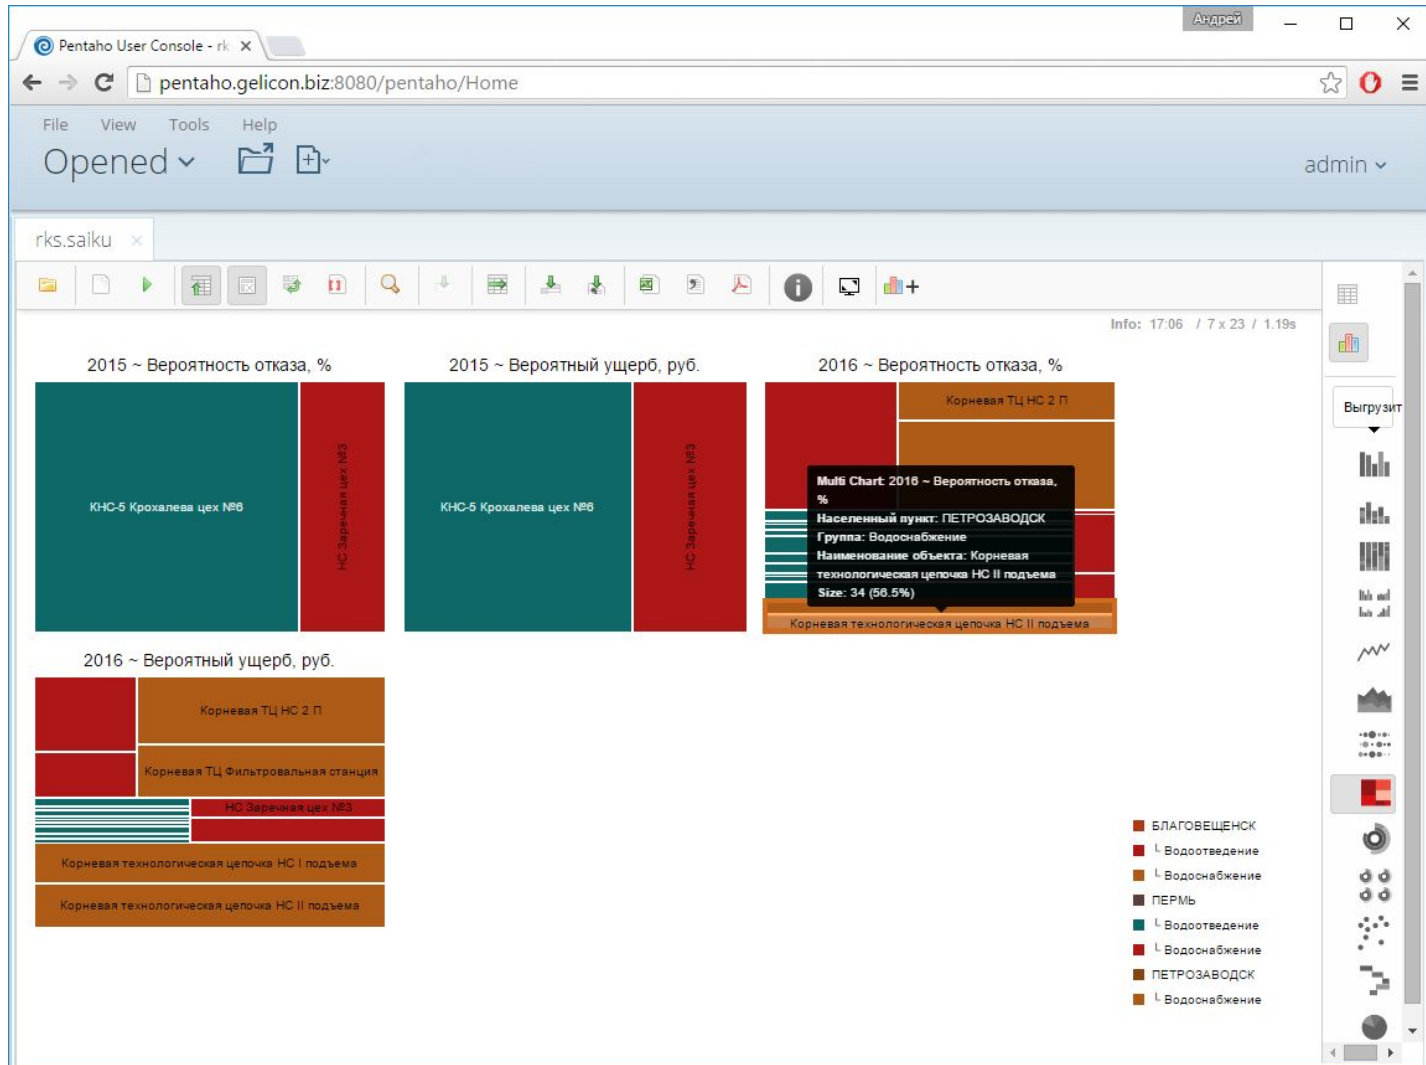 Андрей
Pentaho User Console - rk
pentaho.gelicon.biz:8080/pentaho/Home
File View Tools Help
Opened
admin
rks.saiku
Info: 17:06 / 7 x 23 / 1.19s
Выгрузит
2015 ~ Вероятность отказа, %
2015 ~ Вероятный ущерб, руб.
2016 ~ Вероятность отказа, %
КНС-5 Крохалева цех №6
НС Заречная цех №3
КНС-5 Крохалева цех №6
НС Заречная цех №3
Корневая ТЦ НС 2 П
Multi Chart: 2016 ~ Вероятность отказа,
%
Населенный пункт: ПЕТРОЗАВОДСК
Группа: Водоснабжение
Наименование объекта: Корневая
технологическая цепочка НС II подъема
Size: 34 (56.5%)
Корневая технологическая цепочка НС II подъема
2016 ~ Вероятный ущерб, руб.
Корневая ТЦ НС 2 П
Корневая ТЦ Фильтровальная станция
НС Заречная цех №3
Корневая технологическая цепочка НС I подъема
Корневая технологическая цепочка НС II подъема
БЛАГОВЕЩЕНСК
└ Водоотведение
└ Водоснабжение
ПЕРМЬ
└ Водоотведение
└ Водоснабжение
ПЕТРОЗАВОДСК
└ Водоснабжение